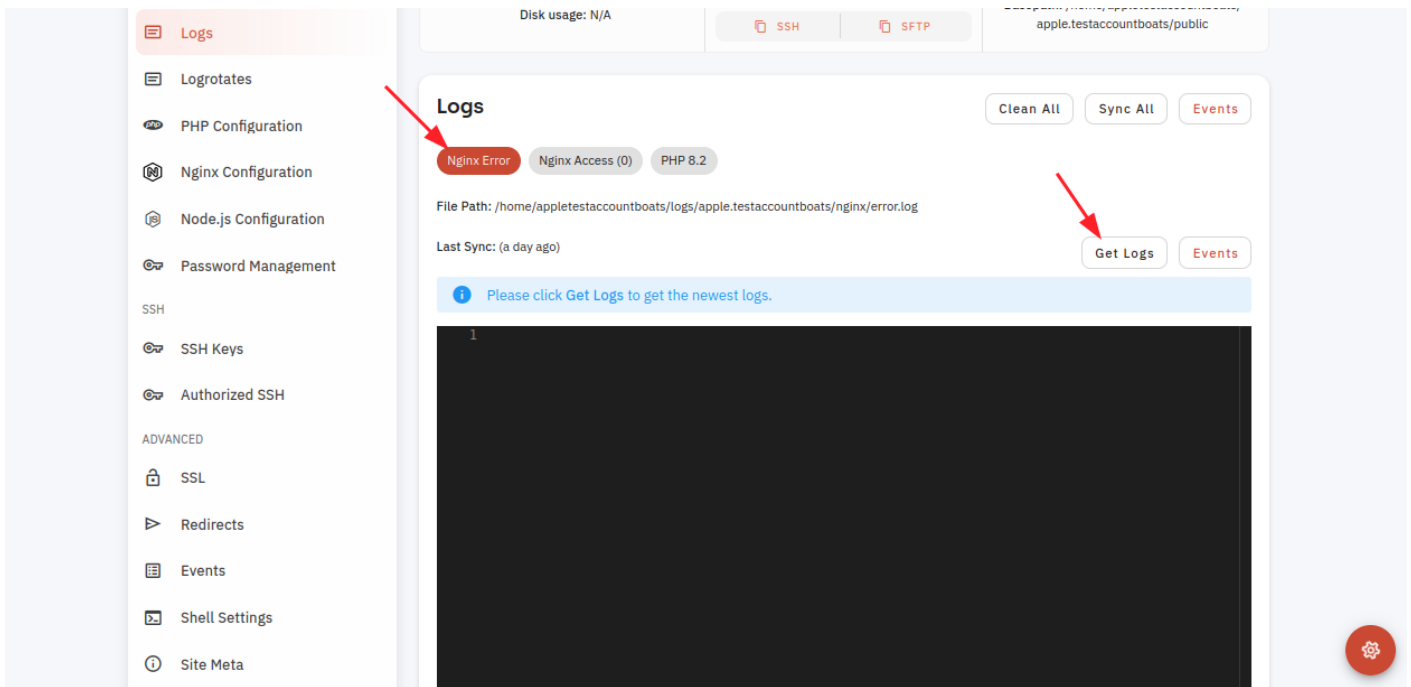 Logs
Logrotates
PHP Configuration
Nginx Configuration
Node.js Configuration
Password Management
SSH
SSH Keys
Authorized SSH
ADVANCED
SSL
Redirects
Events
Shell Settings
Site Meta
Disk usage: N/A
SSH
SFTP
apple.testaccountboats/public
Logs
Clean All
Sync All
Events
Nginx Error
Nginx Access (0)
PHP 8.2
File Path: /home/appletestaccountboats/logs/apple.testaccountboats/nginx/error.log
Last Sync: (a day ago)
Get Logs
Events
Please click Get Logs to get the newest logs.
1